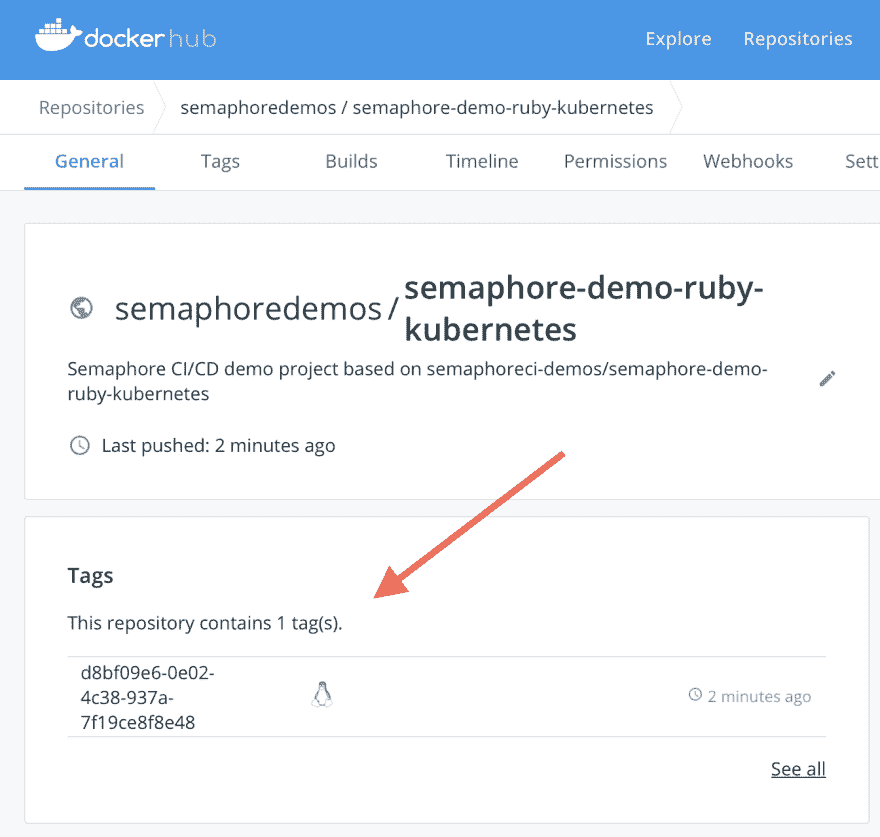 docker hub
Explore
Repositories
Repositories
semaphoredemos / semaphore-demo-ruby-kubernetes
General
Tags
Builds
Timeline
Permissions
Webhooks
Sett
semaphoredemos /
semaphore-demo-ruby-
kubernetes
Semaphore CI/CD demo project based on semaphoreci-demos/semaphore-demo-
ruby-kubernetes
Last pushed: 2 minutes ago
Tags
This repository contains 1 tag(s).
d8bf09e6-0e02-
4c38-937a-
7f19ce8f8e48
2 minutes ago
See all